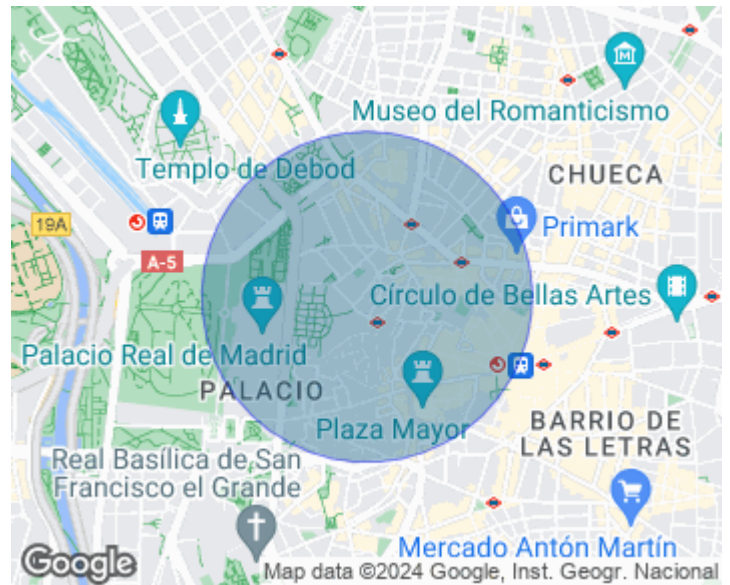 Museo del Romanticismo
Templo de Debod
CHUECA
19A
Primark
A-5
Círculo de Bellas Artes
Palacio Real de Madrid
PALACIO
Plaza Mayor
BARRIO DE
LAS LETRAS
Real Basílica de San
Francisco el Grande
Mercado Antón Martín
Google
Map data ©2024 Google, Inst. Geogr. Nacional